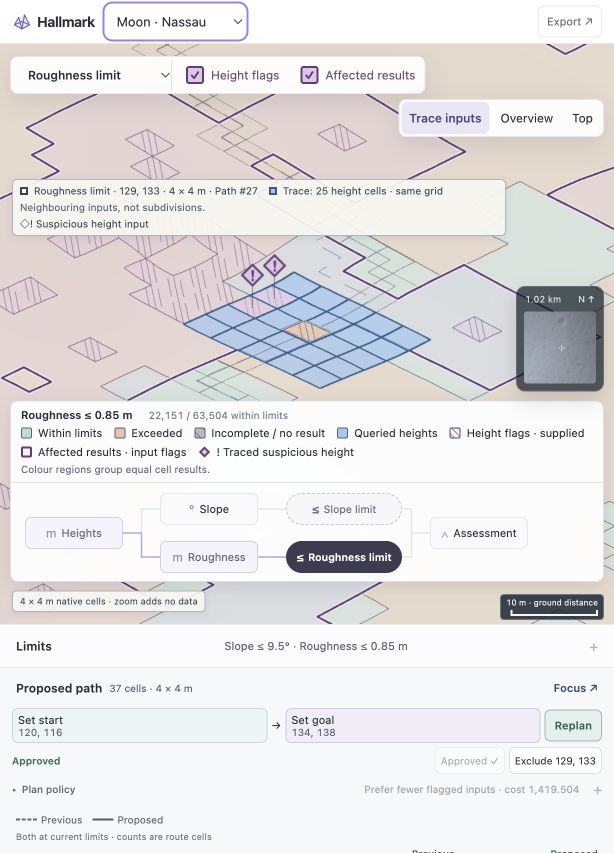 Hallmark
Moon · Nassau
Export ↗
Roughness limit
Height flags
Affected results
Trace inputs
Overview
Top
Roughness limit · 129, 133 · 4 × 4 m · Path #27
Trace: 25 height cells · same grid
Neighbouring inputs, not subdivisions.
! Suspicious height input
! !
1.02 km
N ↑
Roughness ≤ 0.85 m
22,151 / 63,504 within limits
Within limits
Exceeded
Incomplete / no result
Queried heights
Height flags · supplied
Affected results · input flags
! Traced suspicious height
Colour regions group equal cell results.
° Slope
≤ Slope limit
m Heights
∧ Assessment
m Roughness
≤ Roughness limit
4 × 4 m native cells · zoom adds no data
10 m · ground distance
Limits
Slope ≤ 9.5° · Roughness ≤ 0.85 m
+
Proposed path
37 cells · 4 × 4 m
Focus ↗
Set start
120, 116
→
Set goal
134, 138
Replan
Approved
Approved ✓
Exclude 129, 133
▸ Plan policy
Prefer fewer flagged inputs · cost 1,419.504
+
Previous
Proposed
Both at current limits · counts are route cells
Previous
Proposed